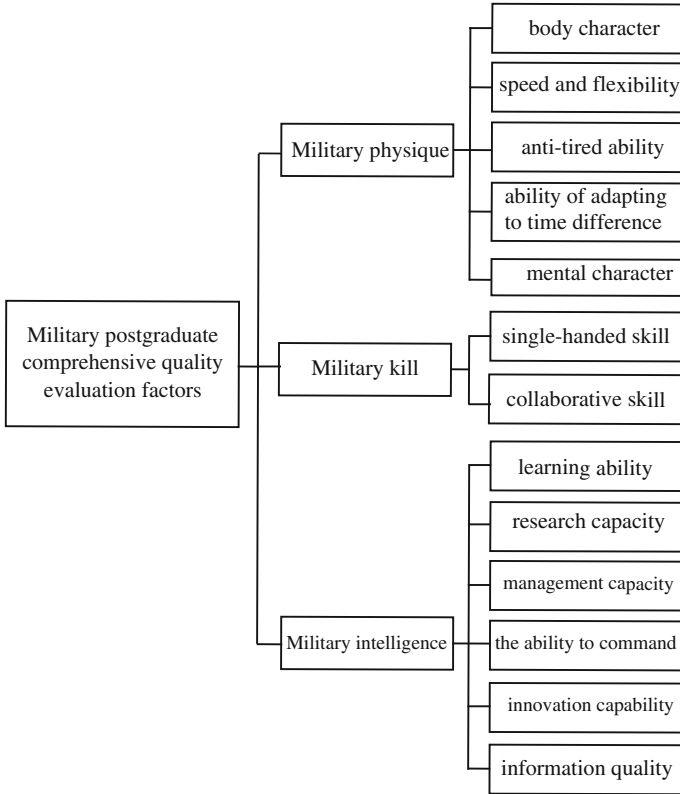 body character
speed and flexibility
Military physique
anti-tired ability
ability of adapting
to time difference
mental character
Military postgraduate
comprehensive quality
evaluation factors
Military kill
single-handed skill
collaborative skill
learning ability
research capacity
management capacity
Military intelligence
the ability to command
innovation capability
information quality